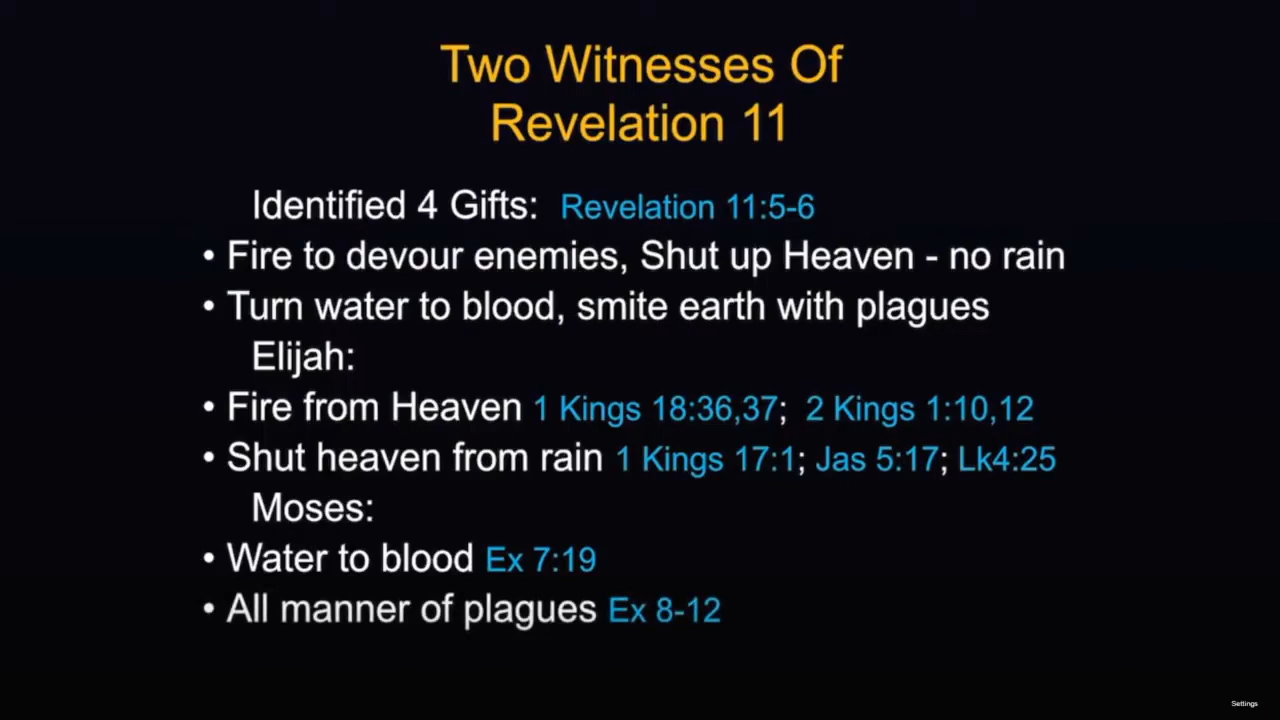 Two Witnesses Of
Revelation 11
Identified 4 Gifts: Revelation 11:5-6
• Fire to devour enemies, Shut up Heaven - no rain
• Turn water to blood, smite earth with plagues
Elijah:
• Fire from Heaven 1 Kings 18:36,37; 2 Kings 1:10,12
• Shut heaven from rain 1 Kings 17:1; Jas 5:17; Lk4:25
Moses:
• Water to blood Ex 7:19
• All manner of plagues Ex 8-12
Settings